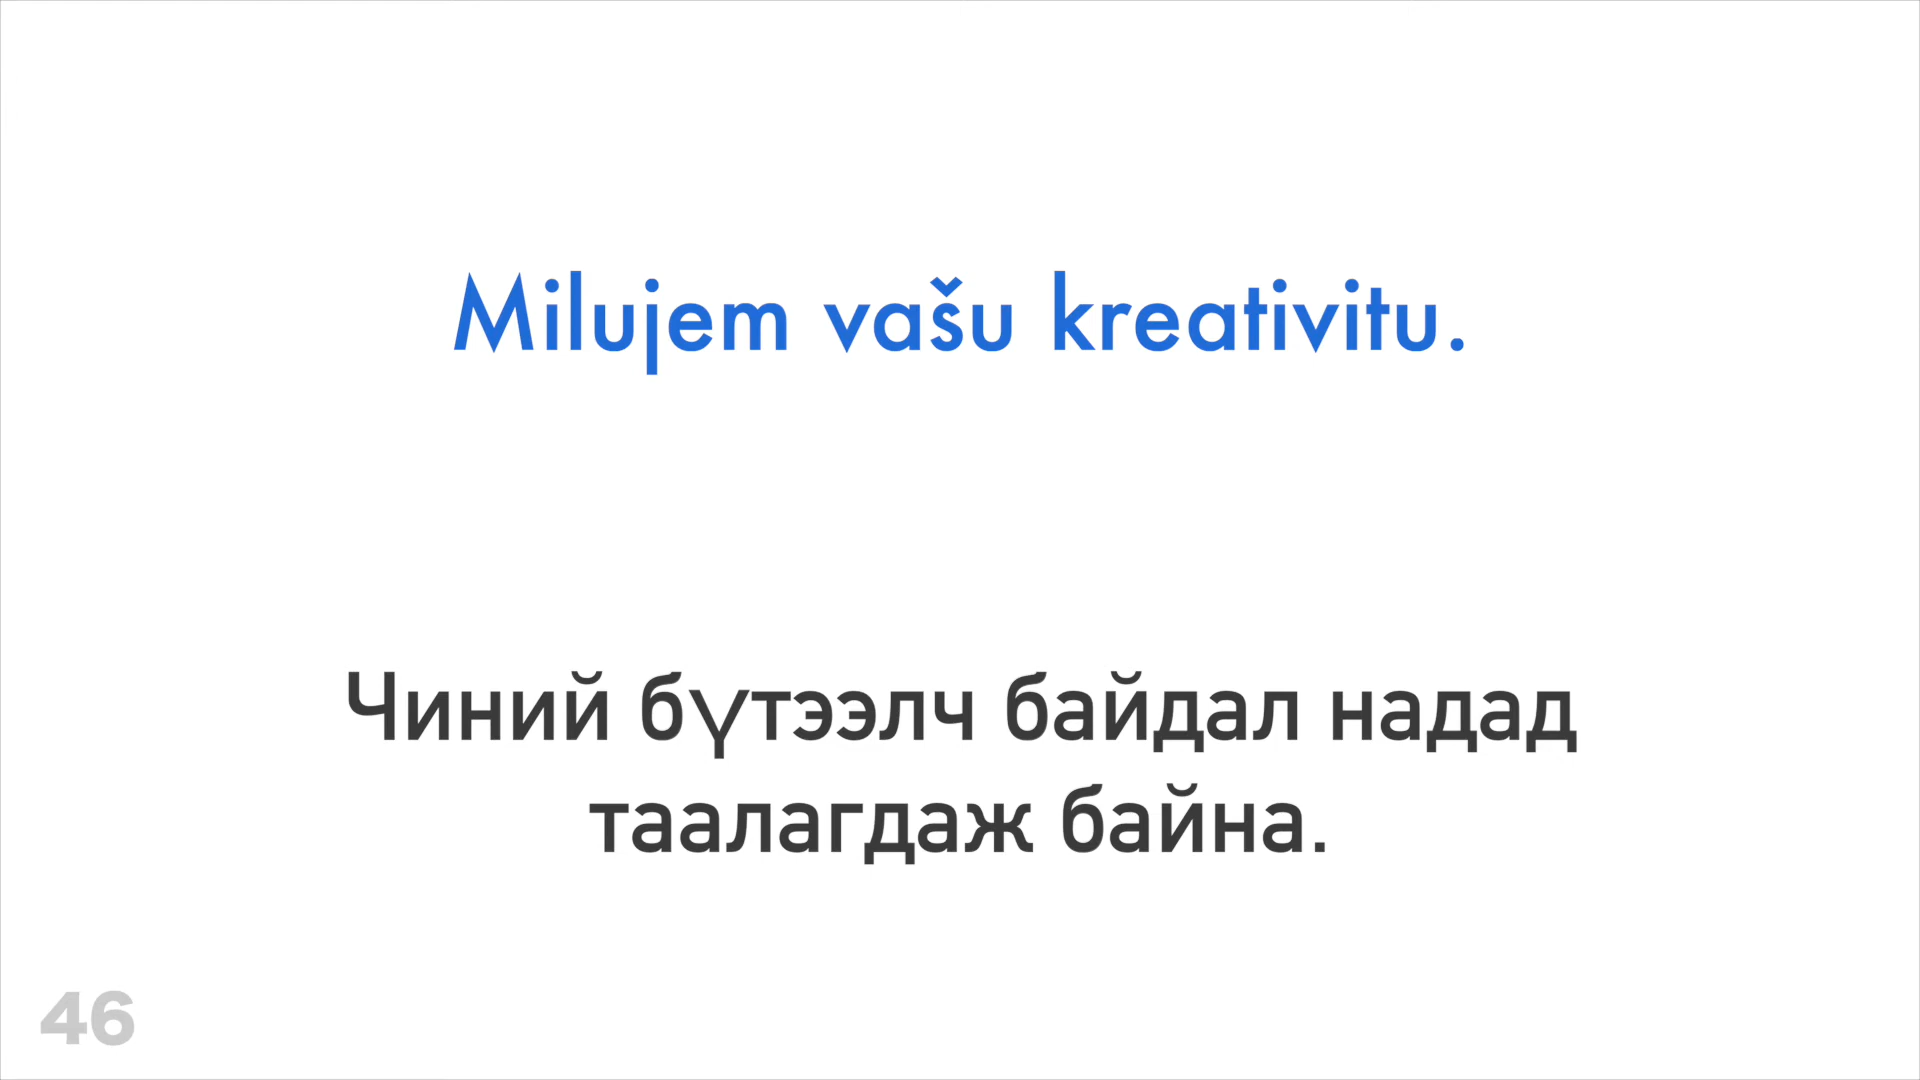 Milujem vašu kreativitu.
Чиний бүтээлч байдал надад
таалагдаж байна.
46